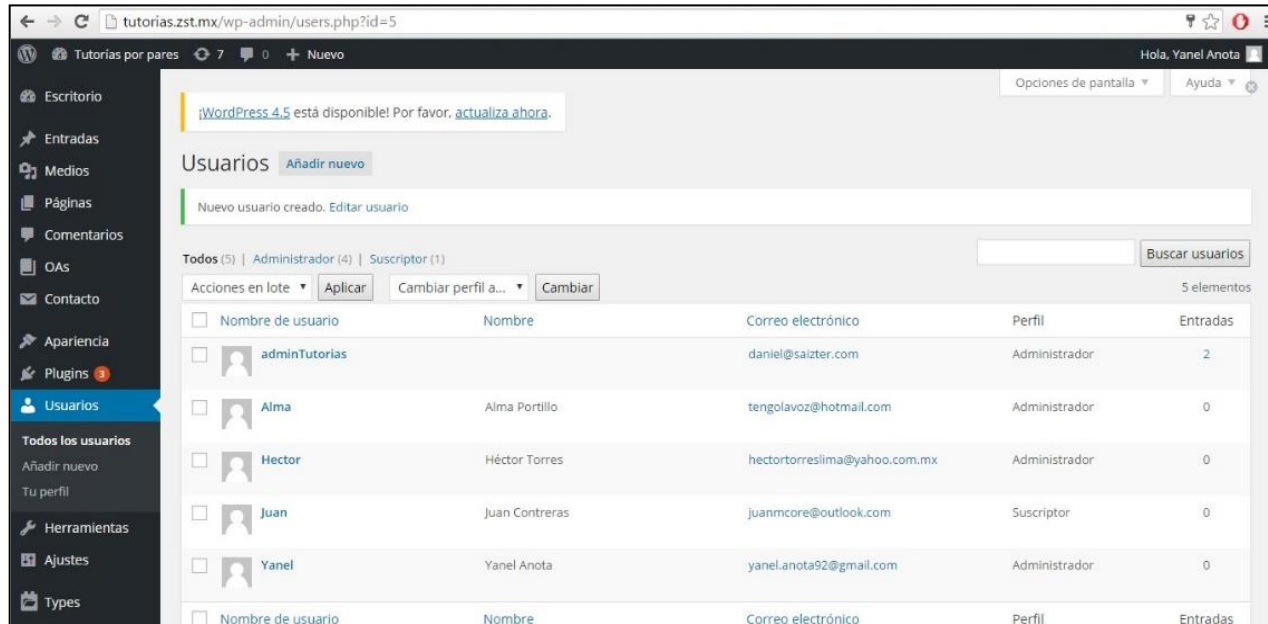 tutorias.zst.mx/wp-admin/users.php?id=5
Tutorías por pares 7 0 + Nuevo Hola, Yanel Anota
Opciones de pantalla Ayuda
Escritorio
Entradas
Medios
Páginas
Comentarios
OAs
Contacto
Apariencia
Plugins 3
Usuarios
Todos los usuarios
Añadir nuevo
Tu perfil
Herramientas
Ajustes
Types
¡WordPress 4.5 está disponible! Por favor, actualiza ahora.
Usuarios Añadir nuevo
Nuevo usuario creado. Editar usuario
Todos (5) | Administrador (4) | Suscriptor (1) Buscar usuarios
Acciones en lote Aplicar Cambiar perfil a... Cambiar 5 elementos
Nombre de usuario Nombre Correo electrónico Perfil Entradas
adminTutorias daniel@saizter.com Administrador 2
Alma Alma Portillo tengolavoz@hotmail.com Administrador 0
Hector Héctor Torres hectortorreslima@yahoo.com.mx Administrador 0
Juan Juan Contreras juanmcore@outlook.com Suscriptor 0
Yanel Yanel Anota yanel.anota92@gmail.com Administrador 0
Nombre de usuario Nombre Correo electrónico Perfil Entradas